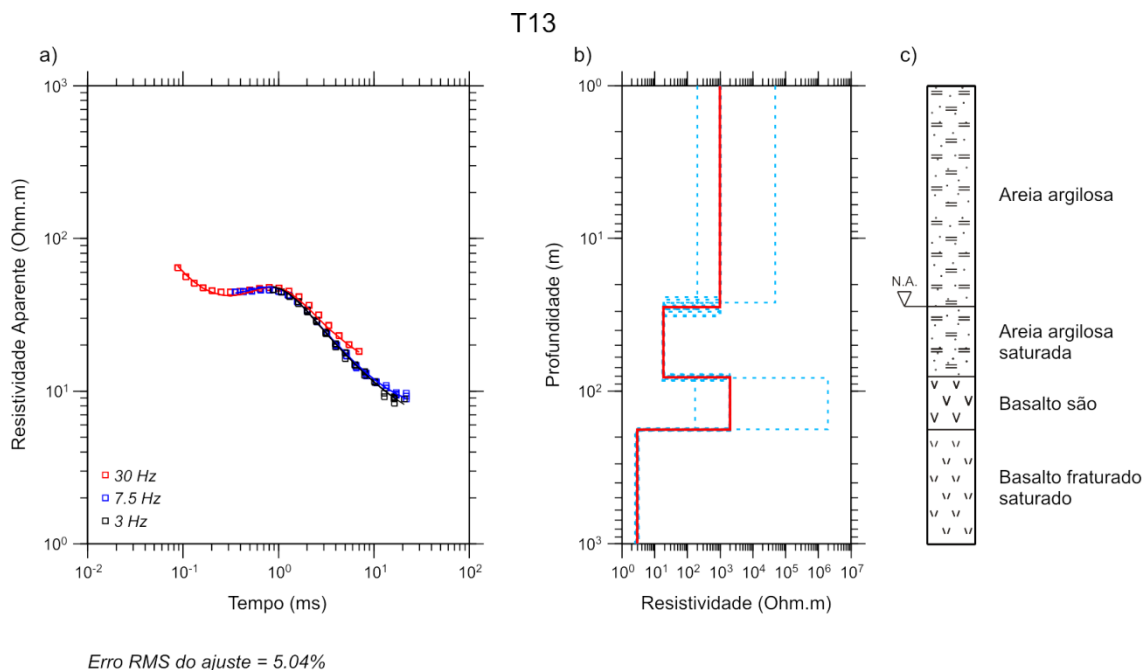 T13
a)
b)
c)
10³
10²
10¹
10⁰
Resistividade Aparente (Ohm.m)
30 Hz
7.5 Hz
3 Hz
10⁻² 10⁻¹ 10⁰ 10¹ 10²
Tempo (ms)
Erro RMS do ajuste = 5.04%
10⁰
10¹
10²
10³
Profundidade (m)
10⁰ 10¹ 10² 10³ 10⁴ 10⁵ 10⁶ 10⁷
Resistividade (Ohm.m)
Areia argilosa
N.A.
Areia argilosa
saturada
Basalto são
Basalto fraturado
saturado